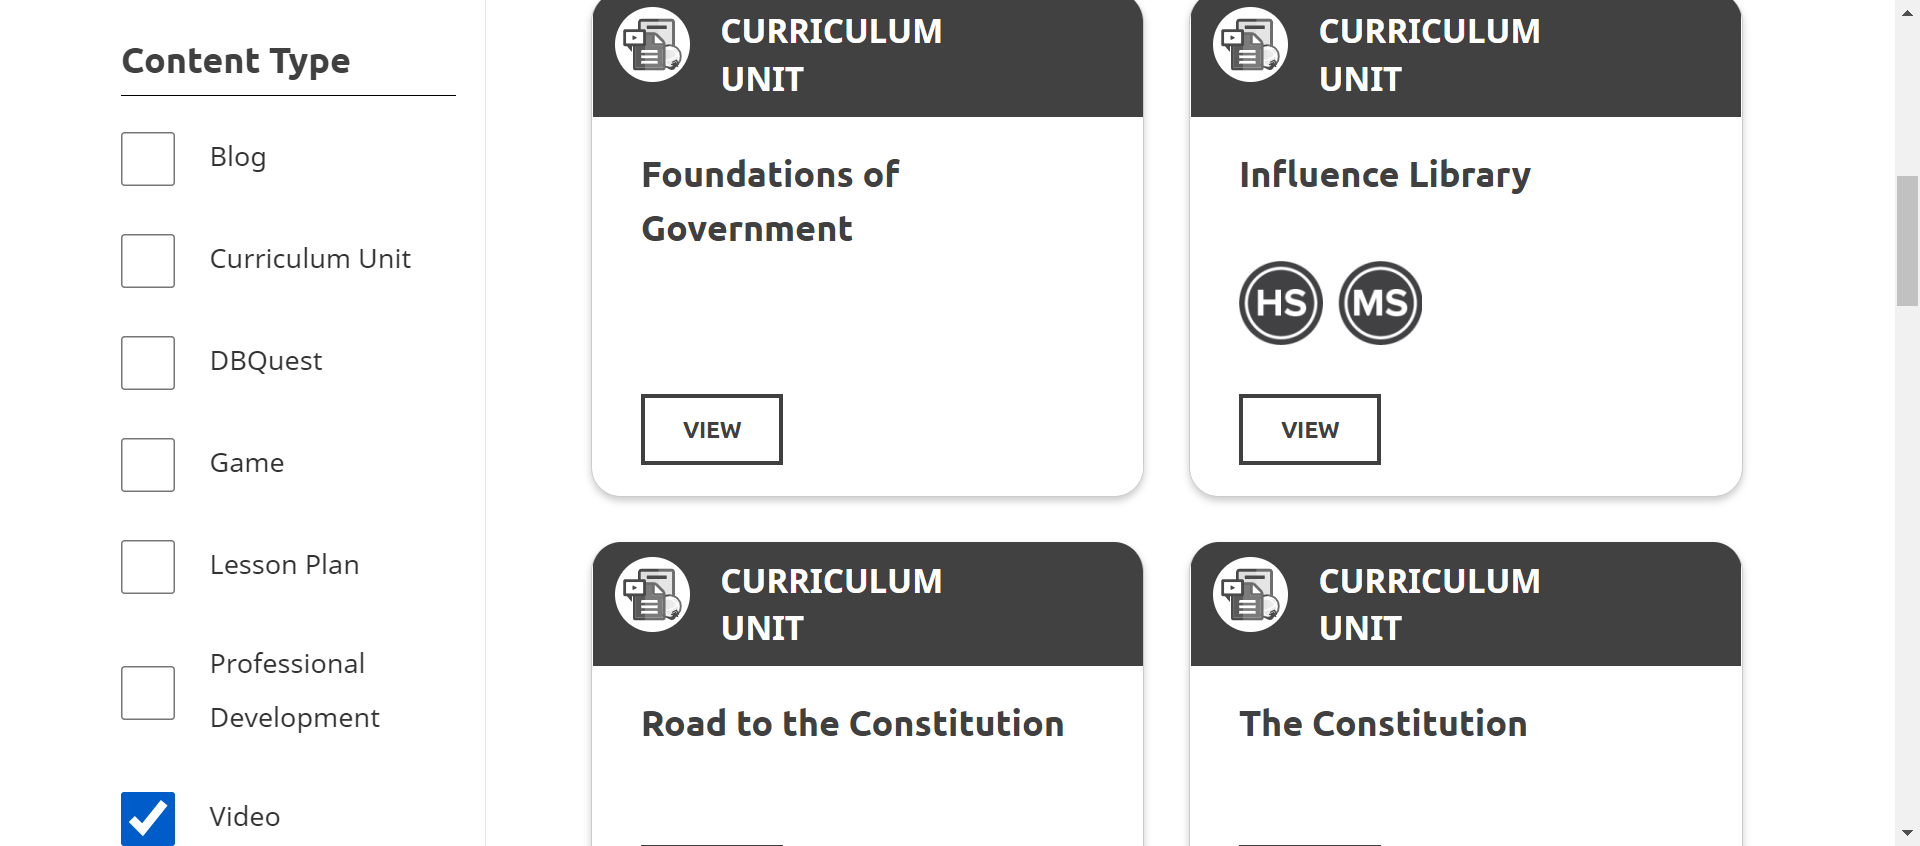 Content Type
Blog
Curriculum Unit
DBQuest
Game
Lesson Plan
Professional
Development
Video
CURRICULUM
UNIT
Foundations of
Government
VIEW
CURRICULUM
UNIT
Influence Library
HS MS
VIEW
CURRICULUM
UNIT
Road to the Constitution
CURRICULUM
UNIT
The Constitution